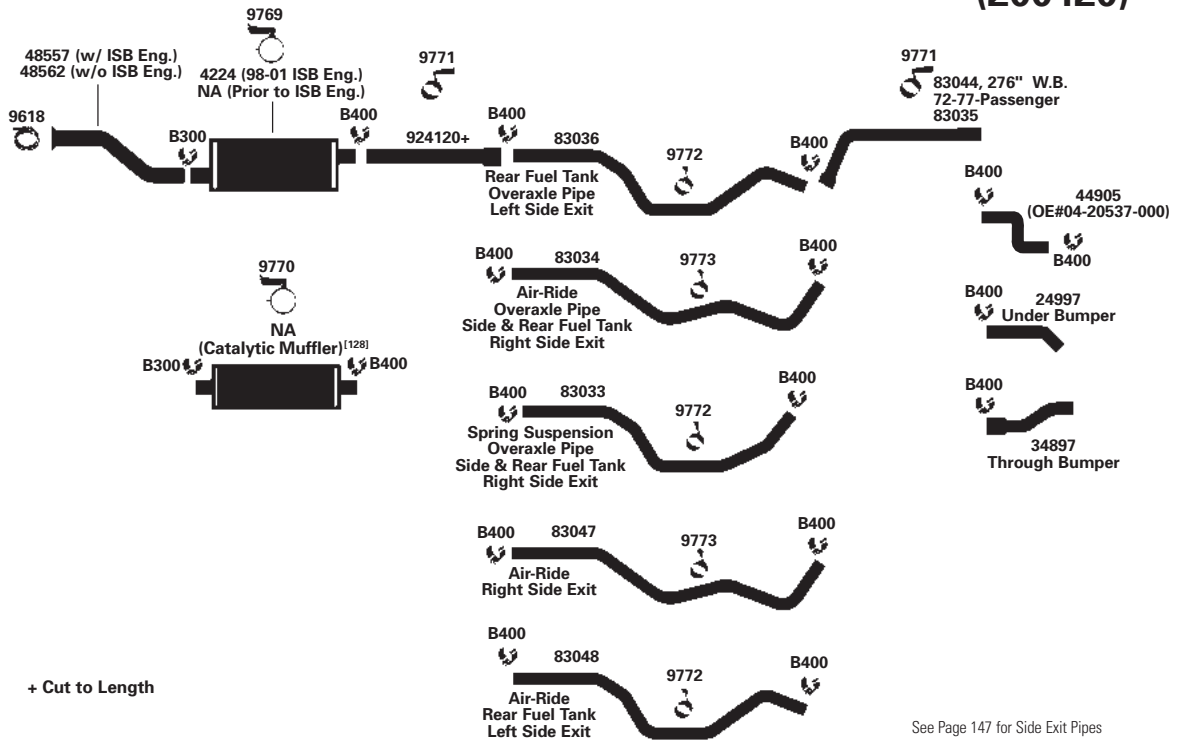 (200120)
9769
48557 (w/ ISB Eng.)
48562 (w/o ISB Eng.)
4224 (98-01 ISB Eng.)
NA (Prior to ISB Eng.)
9771
9771
83044, 276" W.B.
72-77-Passenger
83035
9618
B300
B400
924120+
B400
83036
9772
B400
Rear Fuel Tank
Overaxle Pipe
Left Side Exit
B400
44905
(OE#04-20537-000)
B400
9770
NA
(Catalytic Muffler)[128]
B300
B400
B400
83034
9773
B400
Air-Ride
Overaxle Pipe
Side & Rear Fuel Tank
Right Side Exit
B400
24997
Under Bumper
B400
83033
9772
B400
Spring Suspension
Overaxle Pipe
Side & Rear Fuel Tank
Right Side Exit
B400
34897
Through Bumper
B400
83047
9773
B400
Air-Ride
Right Side Exit
B400
83048
9772
B400
Air-Ride
Rear Fuel Tank
Left Side Exit
+ Cut to Length
See Page 147 for Side Exit Pipes